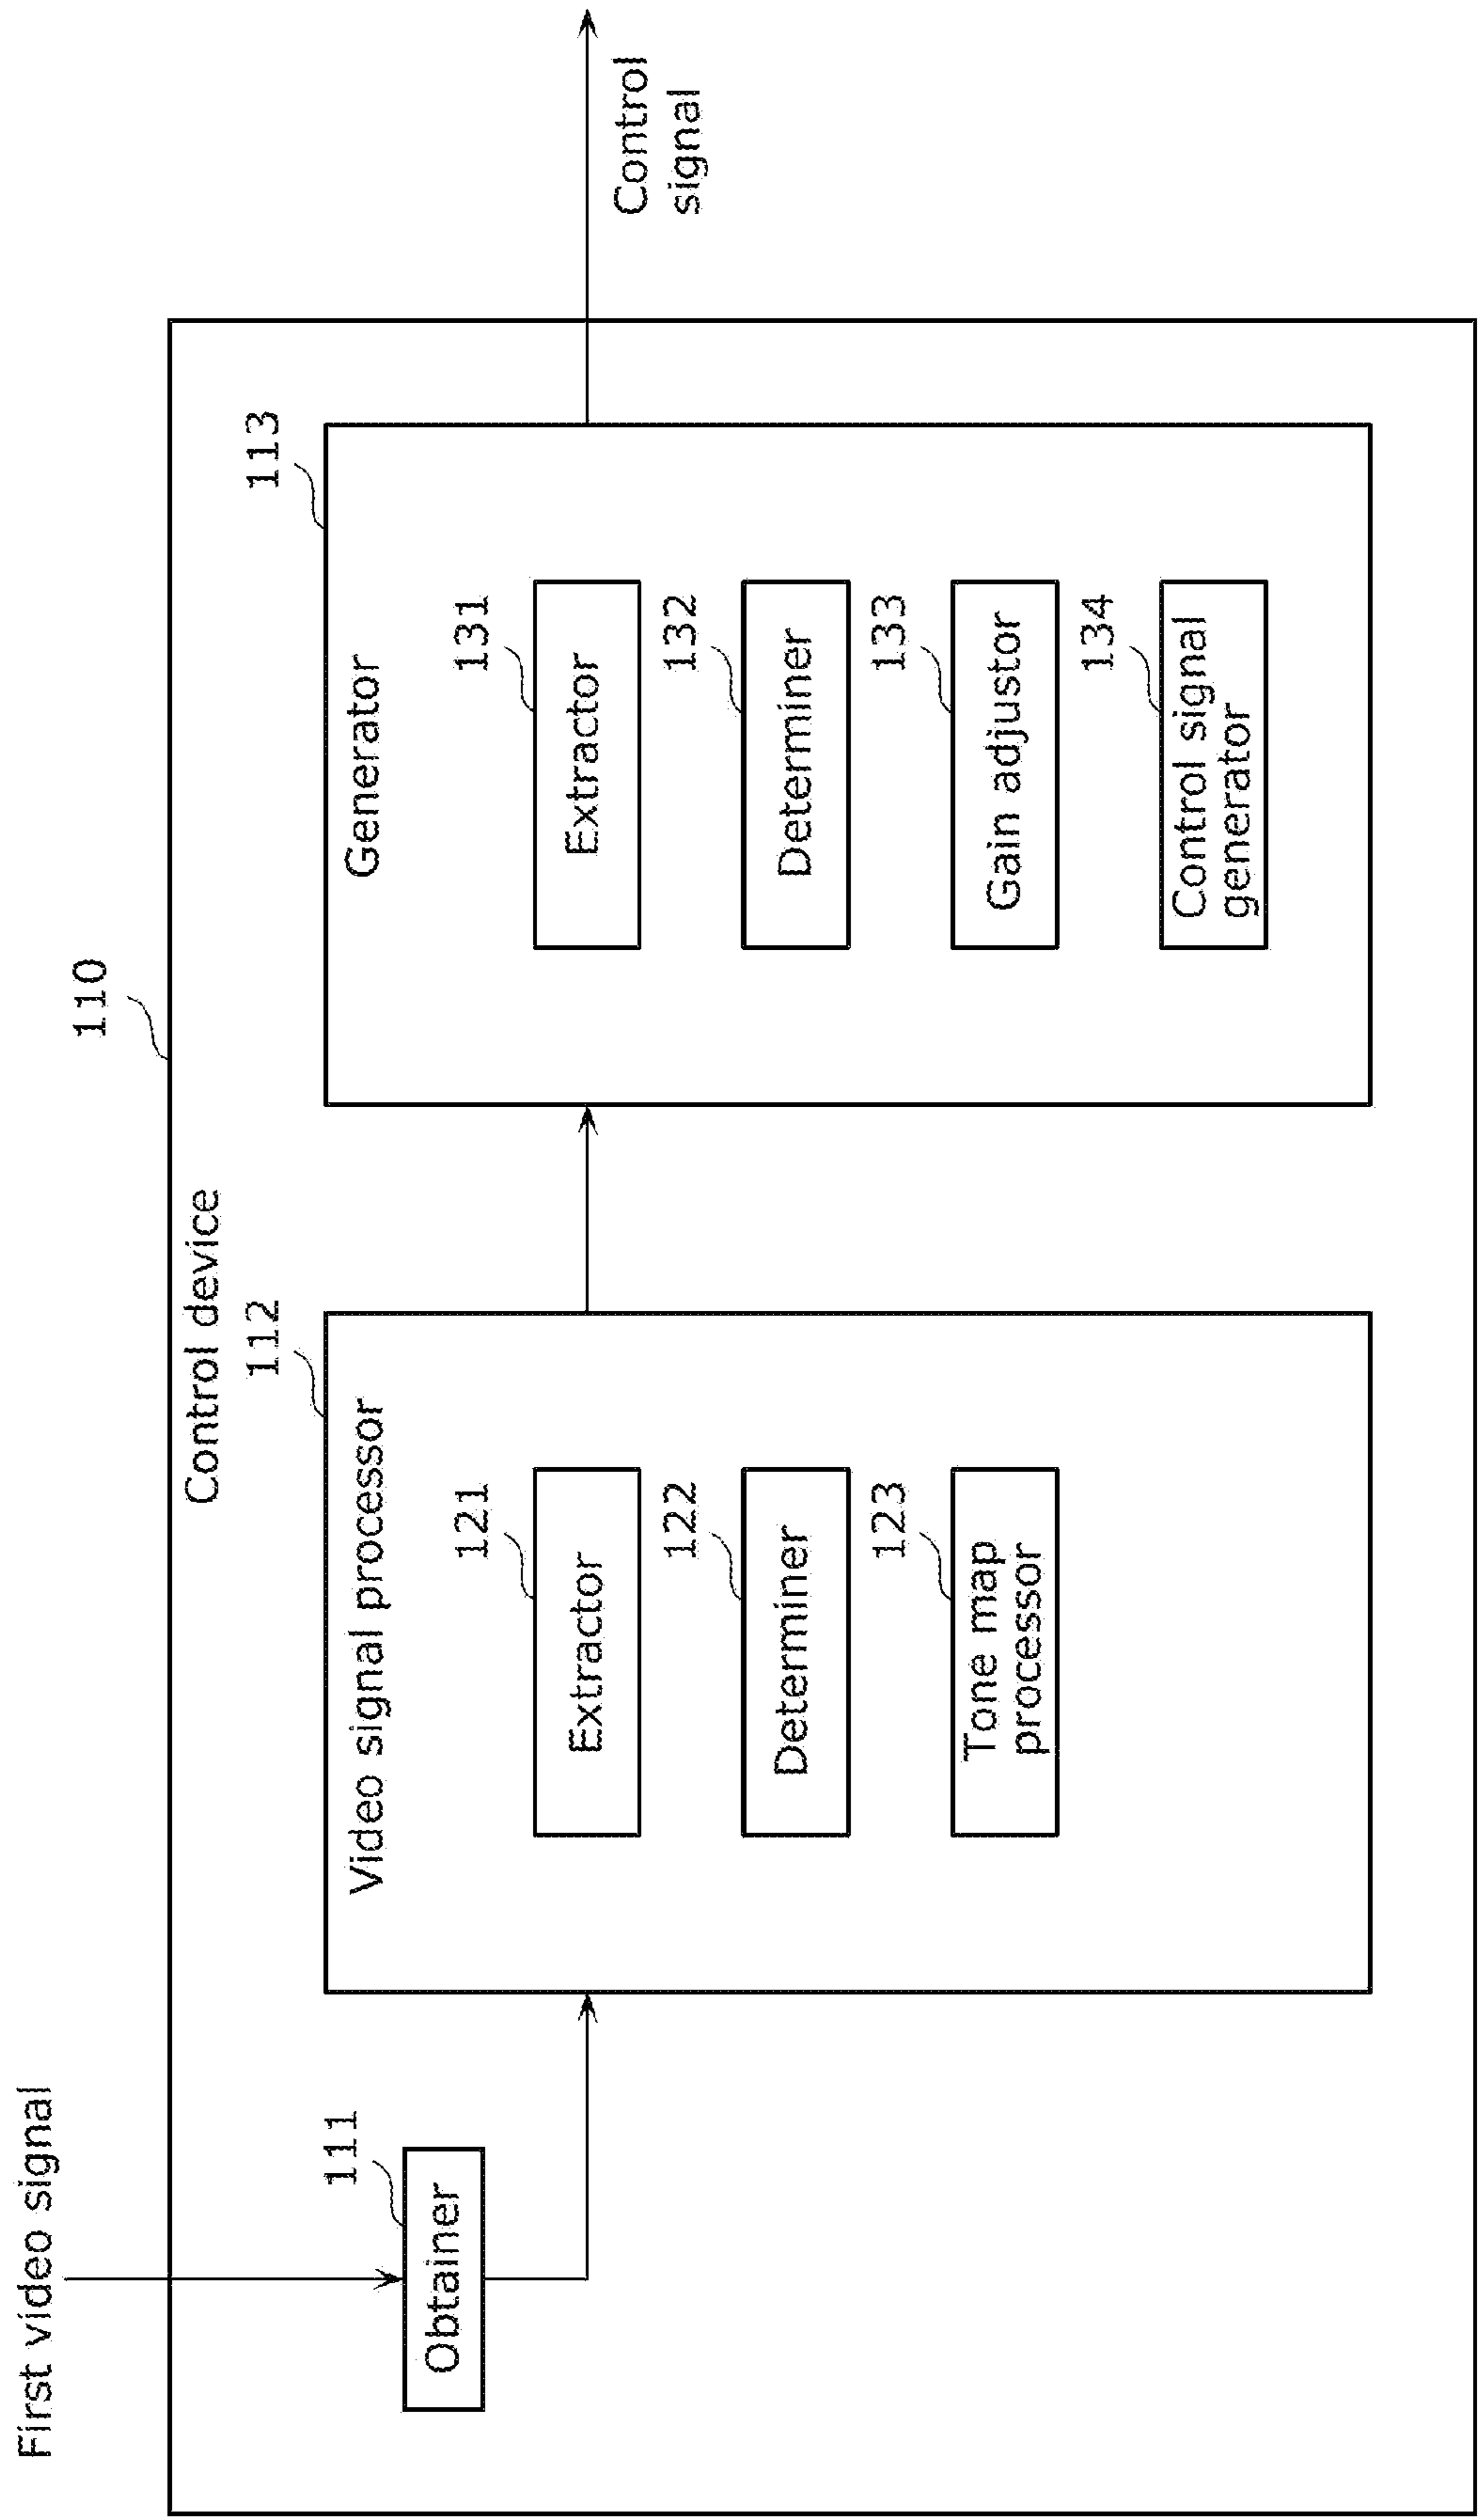 First video signal
110
Control device
111
Obtainer
112
Video signal processor
121
Extractor
122
Determiner
123
Tone map
processor
113
Generator
131
Extractor
132
Determiner
133
Gain adjustor
134
Control signal
generator
Control
signal